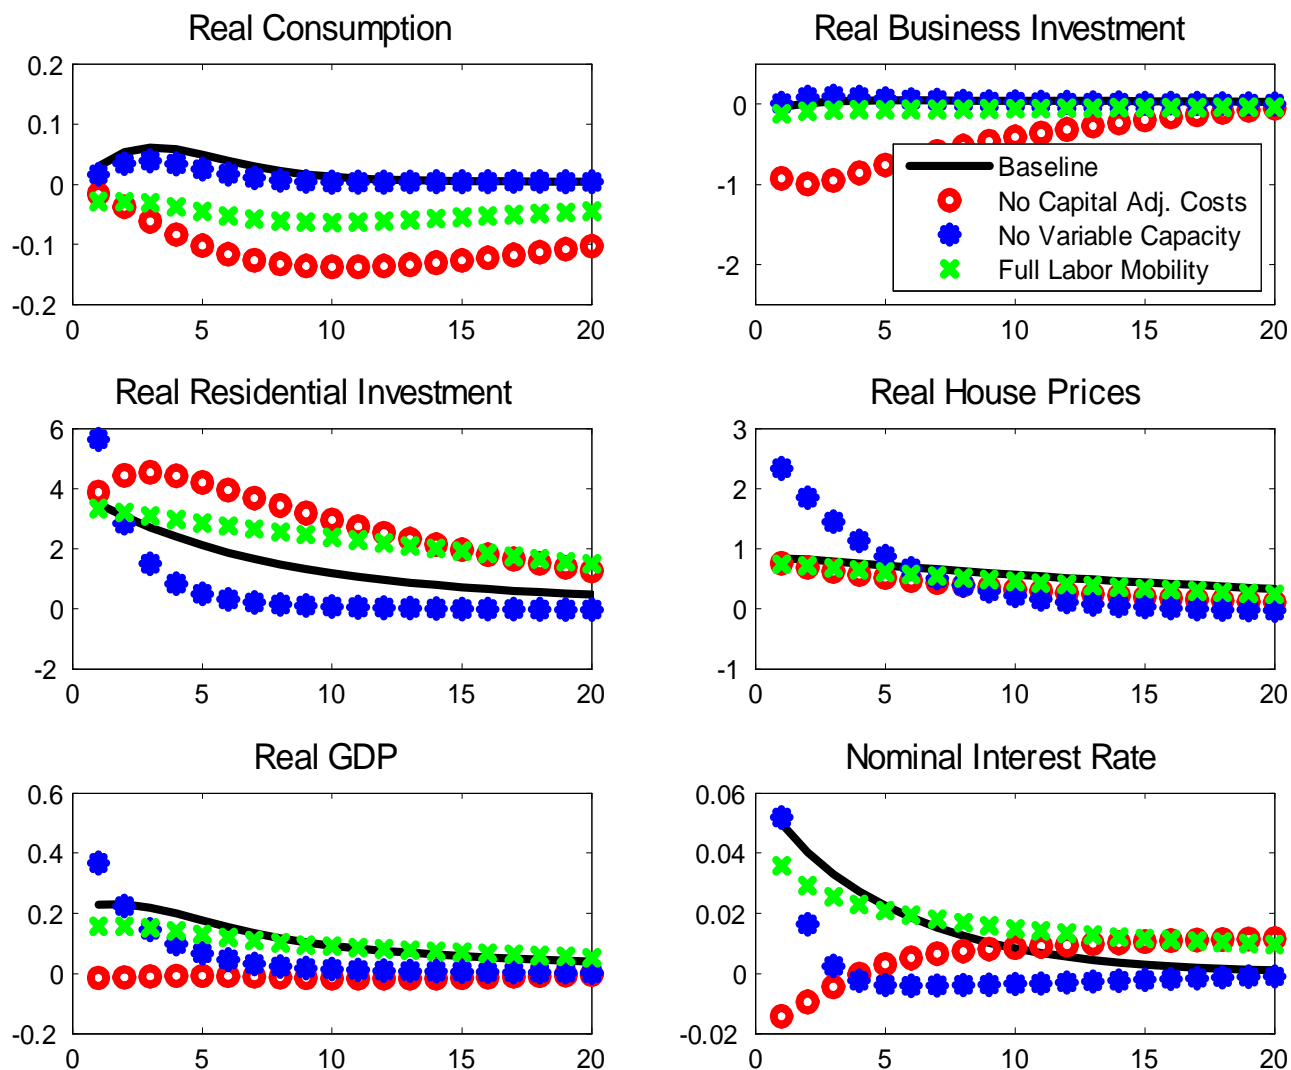 Real Consumption
0.2
0.1
0
-0.1
-0.2
0 5 10 15 20
Real Business Investment
0
-1
-2
Baseline
No Capital Adj. Costs
No Variable Capacity
Full Labor Mobility
0 5 10 15 20
Real Residential Investment
6
4
2
0
-2
0 5 10 15 20
Real House Prices
3
2
1
0
-1
0 5 10 15 20
Real GDP
0.6
0.4
0.2
0
-0.2
0 5 10 15 20
Nominal Interest Rate
0.06
0.04
0.02
0
-0.02
0 5 10 15 20